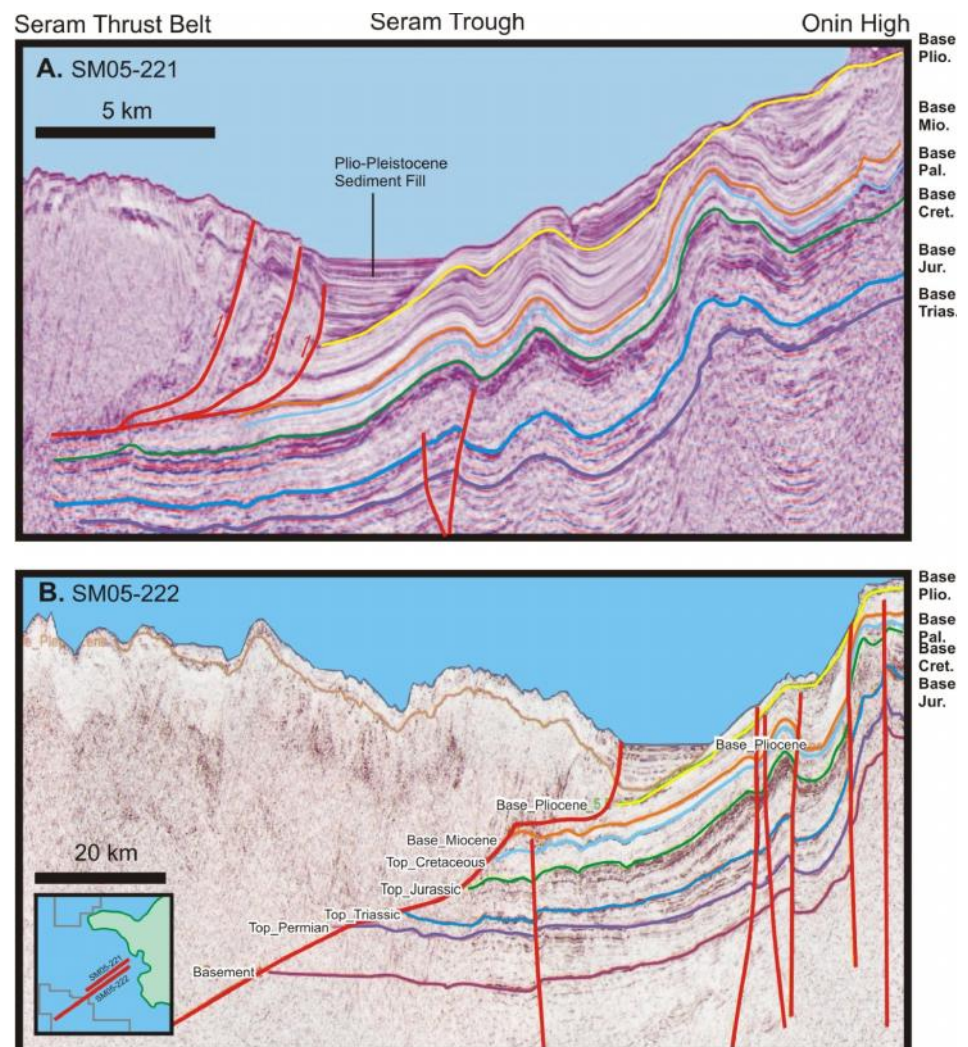 Seram Thrust Belt
Seram Trough
Onin High
A. SM05-221
5 km
Plio-Pleistocene
Sediment Fill
Base
Plio.
Base
Mio.
Base
Pal.
Base
Cret.
Base
Jur.
Base
Trias.
B. SM05-222
Base
Plio.
Base
Pal.
Base
Cret.
Base
Jur.
Base_Pliocene
Base_Pliocene 5
Base_Miocene
Top_Cretaceous
Top_Jurassic
Top_Triassic
Top_Permian
Basement
20 km
SM05-221
SM05-222